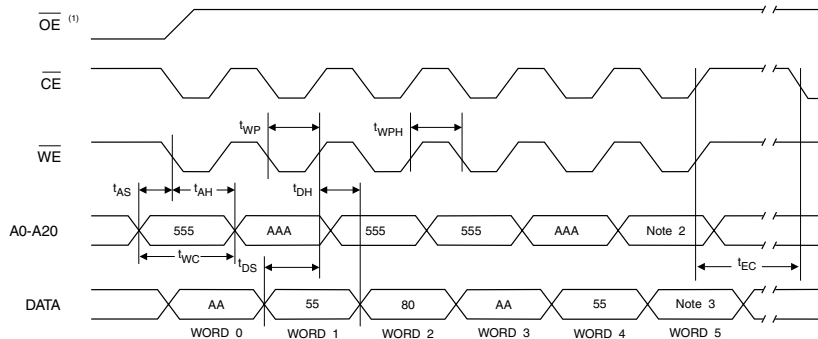 OE (1)
CE
tWP
tWPH
WE
tAS
tAH
tDH
A0-A20
555
AAA
555
555
AAA
Note 2
tWC
tDS
tEC
DATA
AA
55
80
AA
55
Note 3
WORD 0
WORD 1
WORD 2
WORD 3
WORD 4
WORD 5